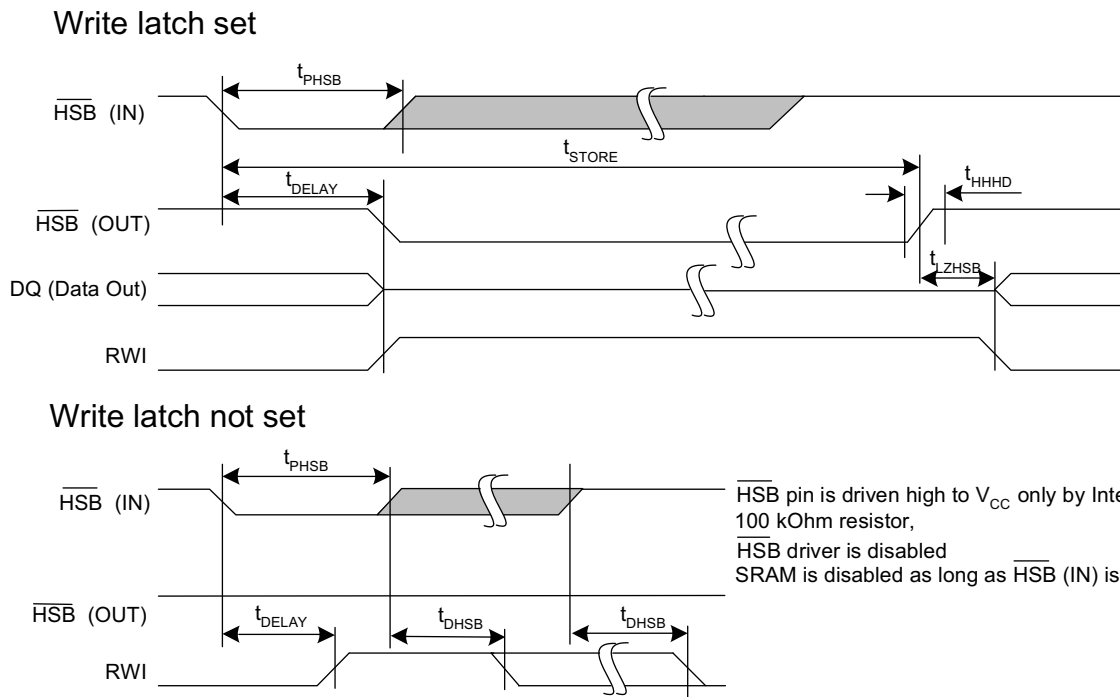 Write latch set
tPHSB
HSB (IN)
tSTORE
tDELAY
tHHHD
HSB (OUT)
tLZHSB
DQ (Data Out)
RWI
Write latch not set
tPHSB
HSB (IN)
HSB pin is driven high to VCC only by Inte
100 kOhm resistor,
HSB driver is disabled
SRAM is disabled as long as HSB (IN) is
HSB (OUT)
tDELAY
tDHSB
tDHSB
RWI